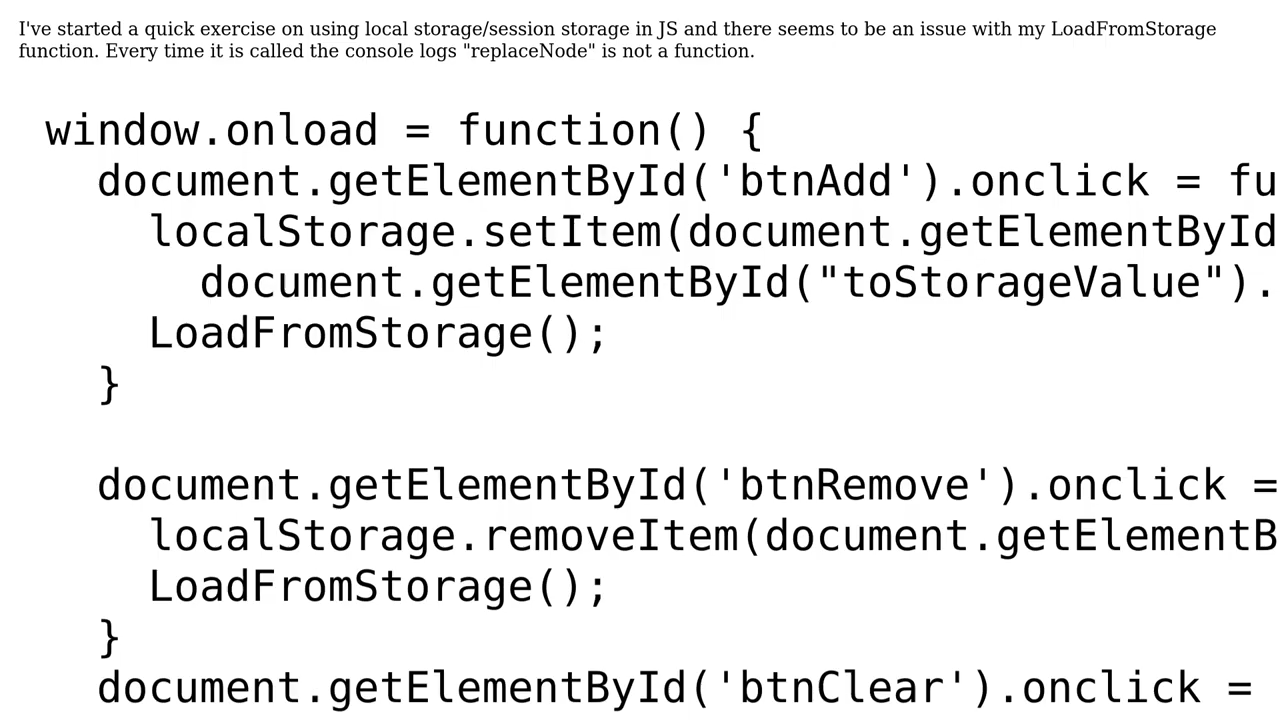 I've started a quick exercise on using local storage/session storage in JS and there seems to be an issue with my LoadFromStorage
function. Every time it is called the console logs "replaceNode" is not a function.
window.onload = function() {
document.getElementById('btnAdd').onclick = fu
localStorage.setItem(document.getElementById
document.getElementById("toStorageValue").
LoadFromStorage();
}
document.getElementById('btnRemove').onclick =
localStorage.removeItem(document.getElementB
LoadFromStorage();
}
document.getElementById('btnClear').onclick =